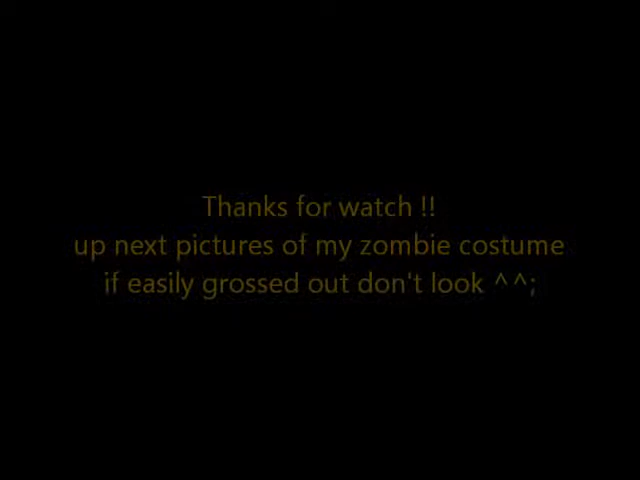 Thanks for watch !!
up next pictures of my zombie costume
if easily grossed out don't look ^^;